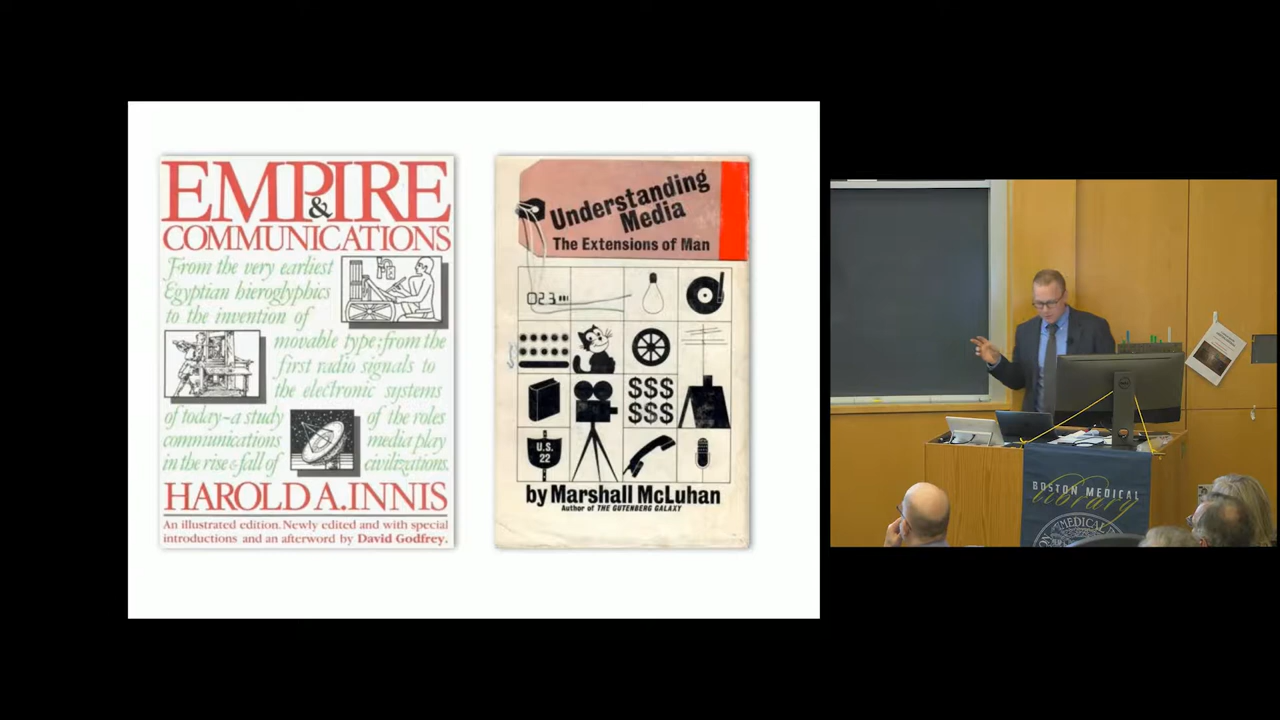 EMPIRE
&
COMMUNICATIONS
From the very earliest
Egyptian hieroglyphics
to the invention of
movable type; from the
first radio signals to
the electronic systems
of today-a study of the roles
communications media play
in the rise & fall of civilizations.
HAROLD A. INNIS
An illustrated edition. Newly edited and with special
introductions and an afterword by David Godfrey.
Understanding
Media
The Extensions of Man
023
$$$
$$$
U.S.
22
by Marshall McLuhan
Author of THE GUTENBERG GALAXY
BOSTON MEDICAL
library
MEDICAL